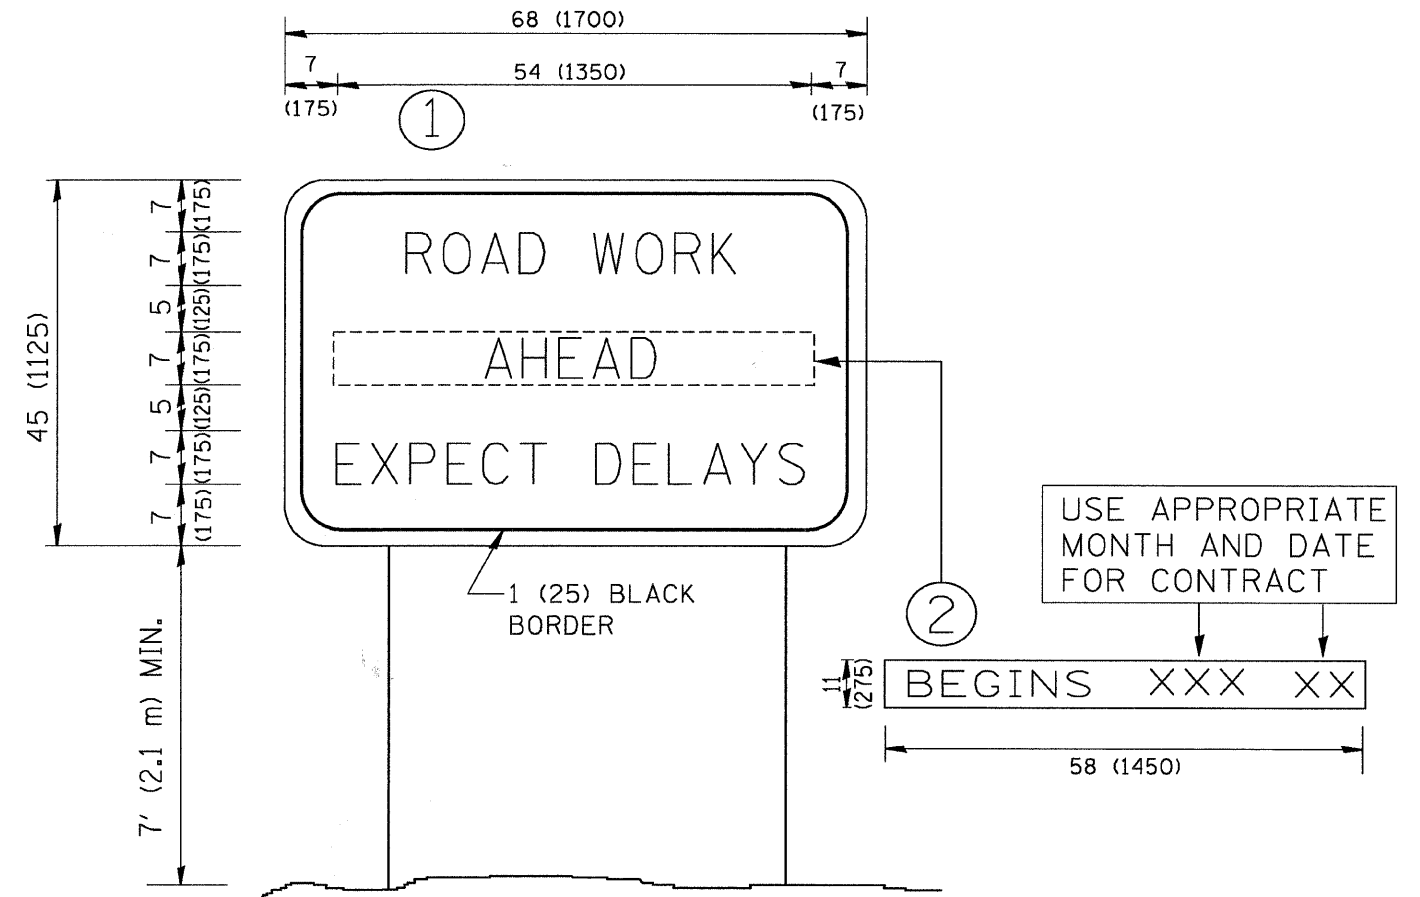 68 (1700)
7
54 (1350)
7
(175)
(175)
1
45 (1125)
7
(175)
7
(175)
5
(125)
7
(175)
5
(125)
7
(175)
7
(175)
ROAD WORK
AHEAD
EXPECT DELAYS
1 (25) BLACK
BORDER
7' (2.1 m) MIN.
USE APPROPRIATE
MONTH AND DATE
FOR CONTRACT
2
11
(275)
BEGINS XXX XX
58 (1450)